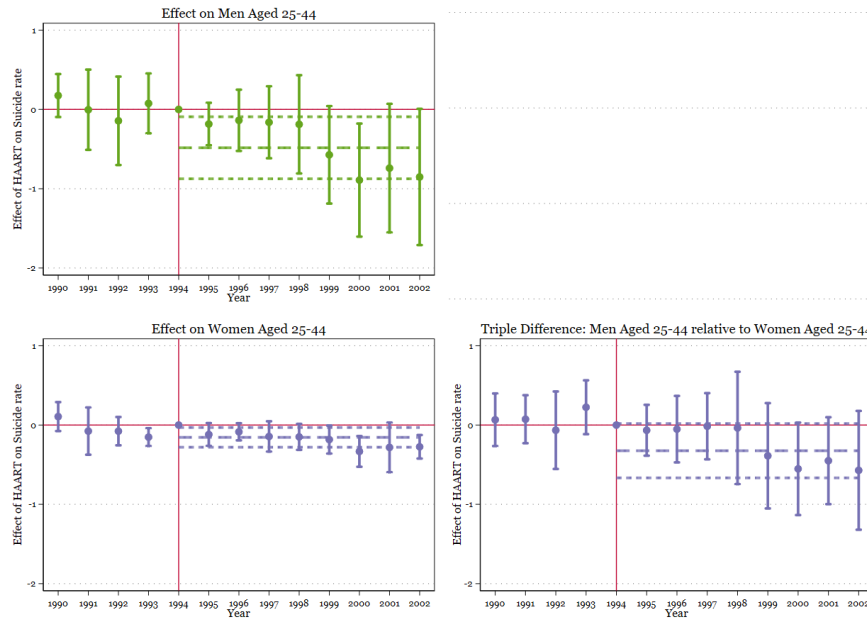 Effect on Men Aged 25-44
Effect of HAART on Suicide rate
1
0
-1
-2
1990 1991 1992 1993 1994 1995 1996 1997 1998 1999 2000 2001 2002
Year
Effect on Women Aged 25-44
Effect of HAART on Suicide rate
1
0
-1
-2
1990 1991 1992 1993 1994 1995 1996 1997 1998 1999 2000 2001 2002
Year
Triple Difference: Men Aged 25-44 relative to Women Aged 25-44
Effect of HAART on Suicide rate
1
0
-1
-2
1990 1991 1992 1993 1994 1995 1996 1997 1998 1999 2000 2001 2002
Year